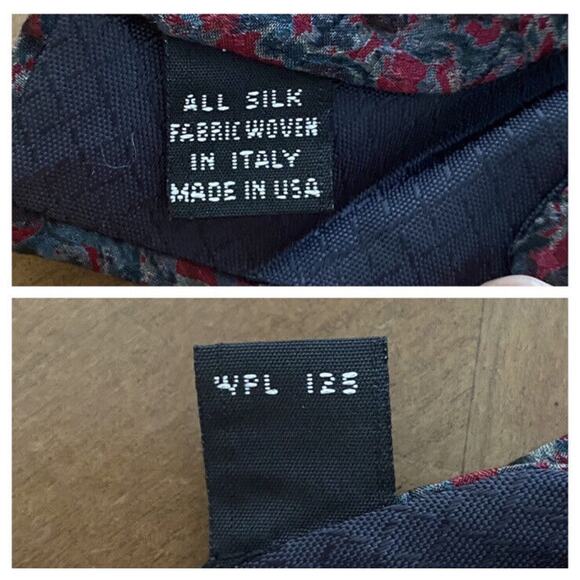 ALL SILK
FABRIC WOVEN
IN ITALY
MADE IN USA
WPL 125